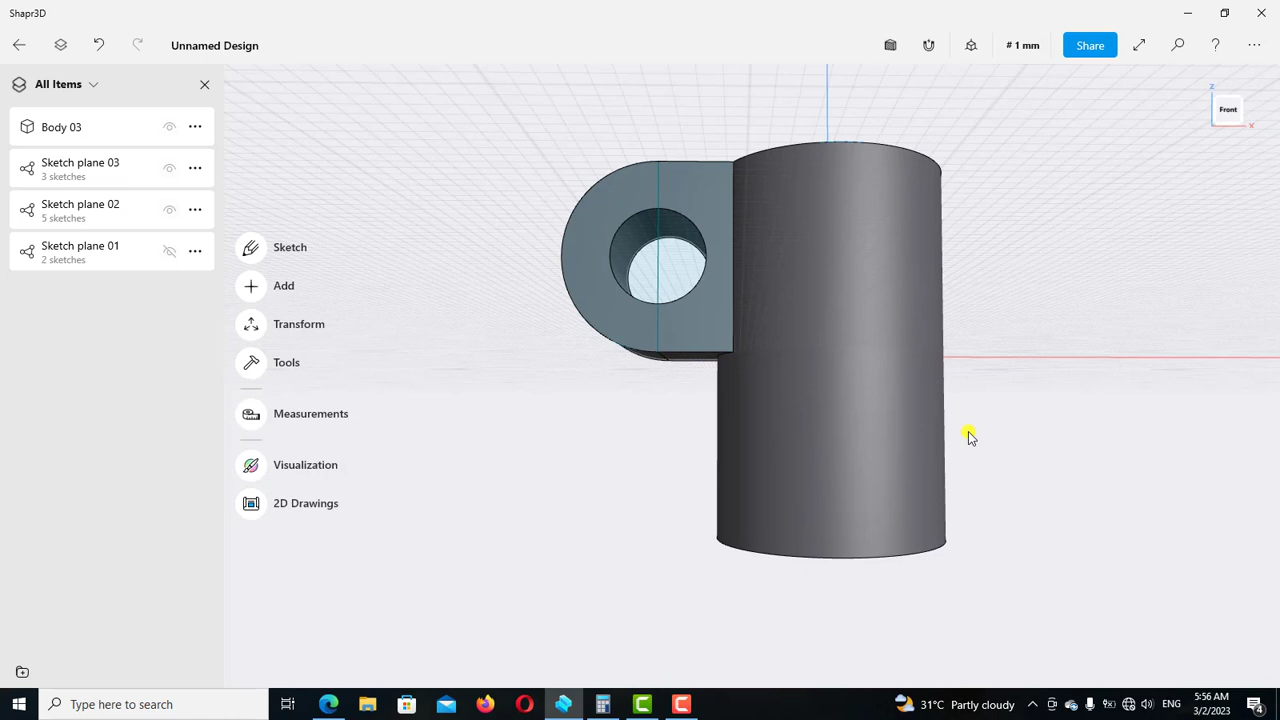 Shapr3D
Unnamed Design
# 1 mm
Share
All Items
Body 03
Sketch plane 03
3 sketches
Sketch plane 02
5 sketches
Sketch plane 01
2 sketches
Sketch
Add
Transform
Tools
Measurements
Visualization
2D Drawings
Z
Front
X
Type here to search
31°C Partly cloudy
ENG
5:56 AM
3/2/2023
4